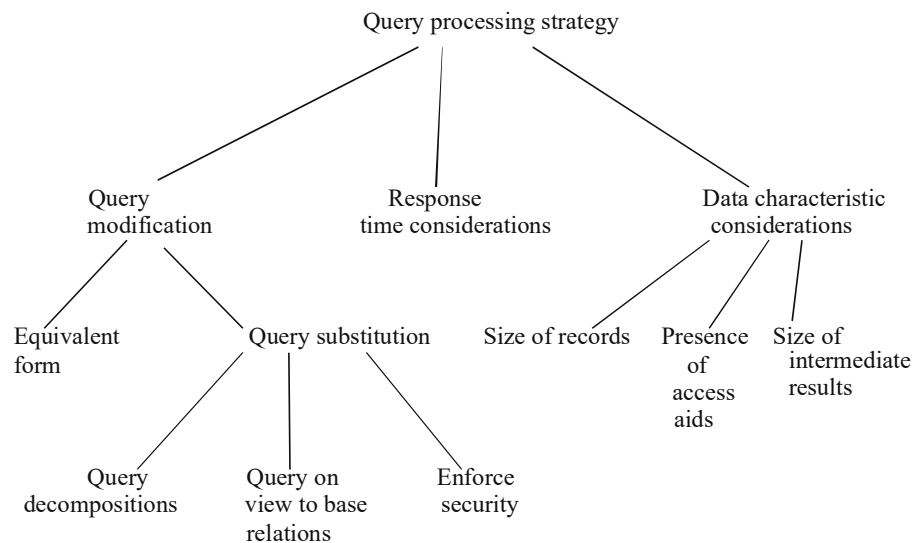 Query processing strategy
Query
modification
Response
time considerations
Data characteristic
considerations
Equivalent
form
Query substitution
Size of records
Presence
of
access
aids
Size of
intermediate
results
Query
decompositions
Query on
view to base
relations
Enforce
security